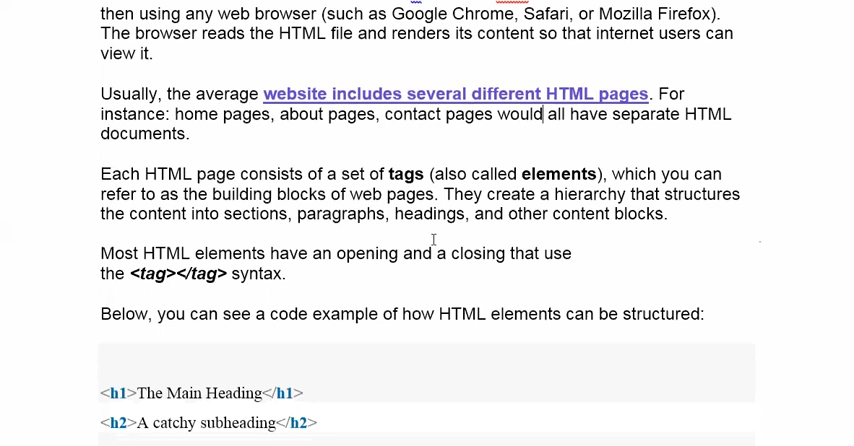 then using any web browser (such as Google Chrome, Safari, or Mozilla Firefox).
The browser reads the HTML file and renders its content so that internet users can
view it.
Usually, the average website includes several different HTML pages. For
instance: home pages, about pages, contact pages would all have separate HTML
documents.
Each HTML page consists of a set of tags (also called elements), which you can
refer to as the building blocks of web pages. They create a hierarchy that structures
the content into sections, paragraphs, headings, and other content blocks.
Most HTML elements have an opening and a closing that use
the <tag></tag> syntax.
Below, you can see a code example of how HTML elements can be structured:
<h1>The Main Heading</h1>
<h2>A catchy subheading</h2>